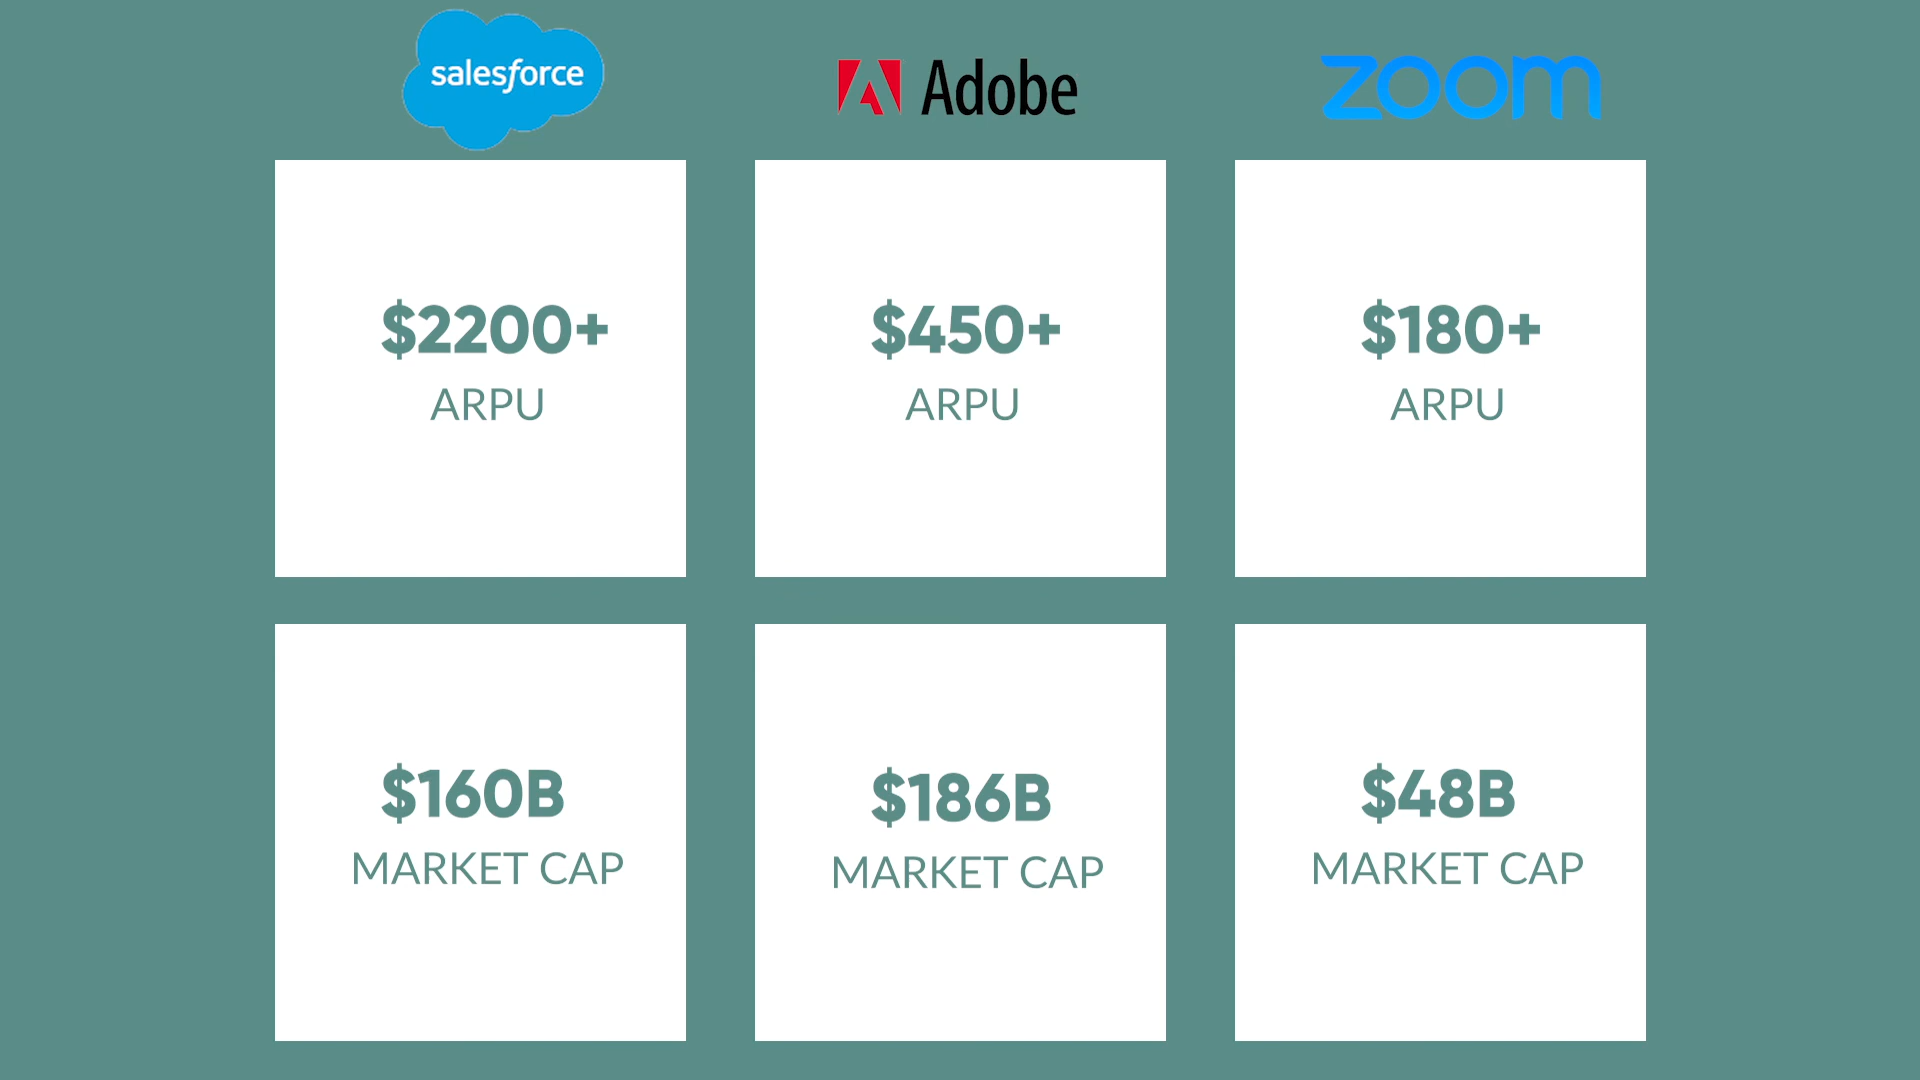 salesforce
Adobe
zoom
$2200+
ARPU
$450+
ARPU
$180+
ARPU
$160B
MARKET CAP
$186B
MARKET CAP
$48B
MARKET CAP